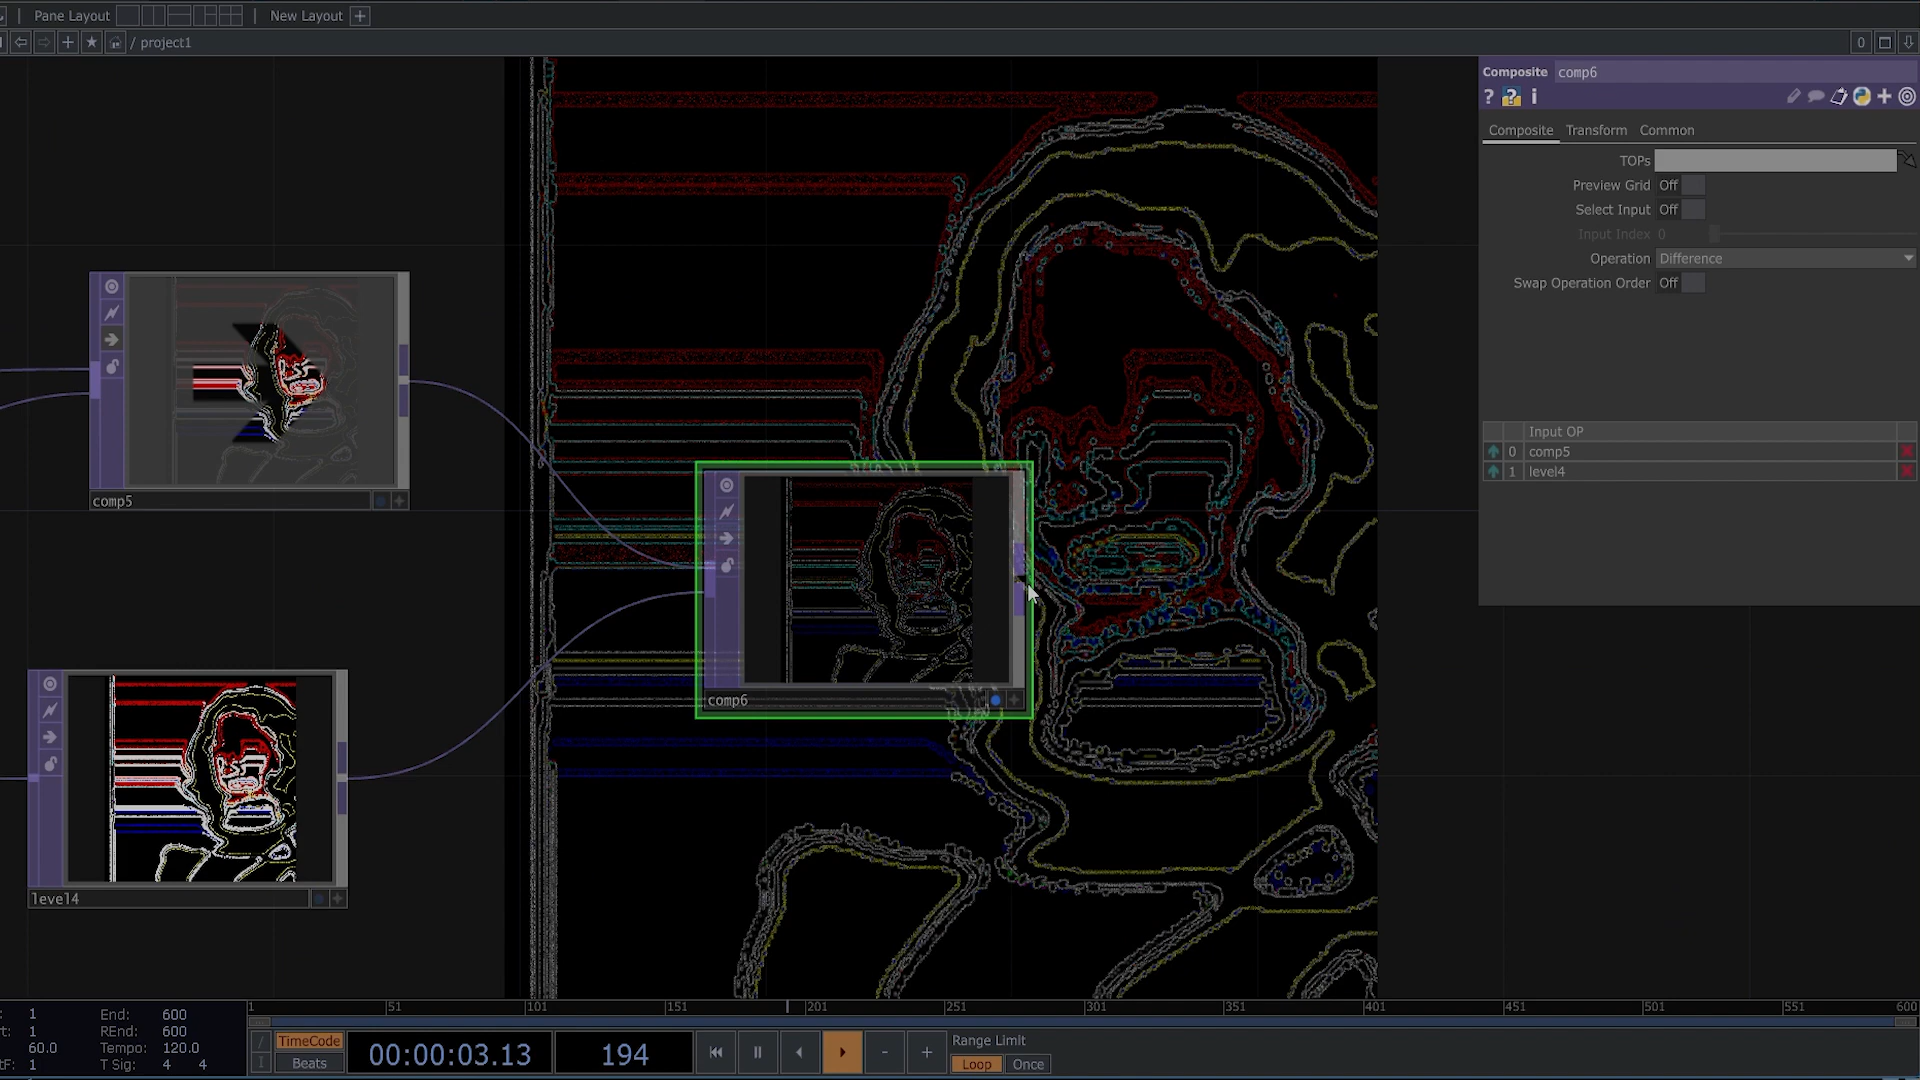 Pane Layout
New Layout +
/ project1
0
Composite comp6
? ? i
Composite Transform Common
TOPs
Preview Grid Off
Select Input Off
Input Index 0
Operation Difference
Swap Operation Order Off
Input OP
0 comp5
1 level4
comp5
comp6
level4
1 51 101 151 201 251 301 351 401 451 501 551 600
1 End: 600
t: 1 REnd: 600
60.0 Tempo: 120.0
tF: 1 T Sig: 4 4
/ TimeCode
I Beats
00:00:03.13
194
- +
Range Limit
Loop Once